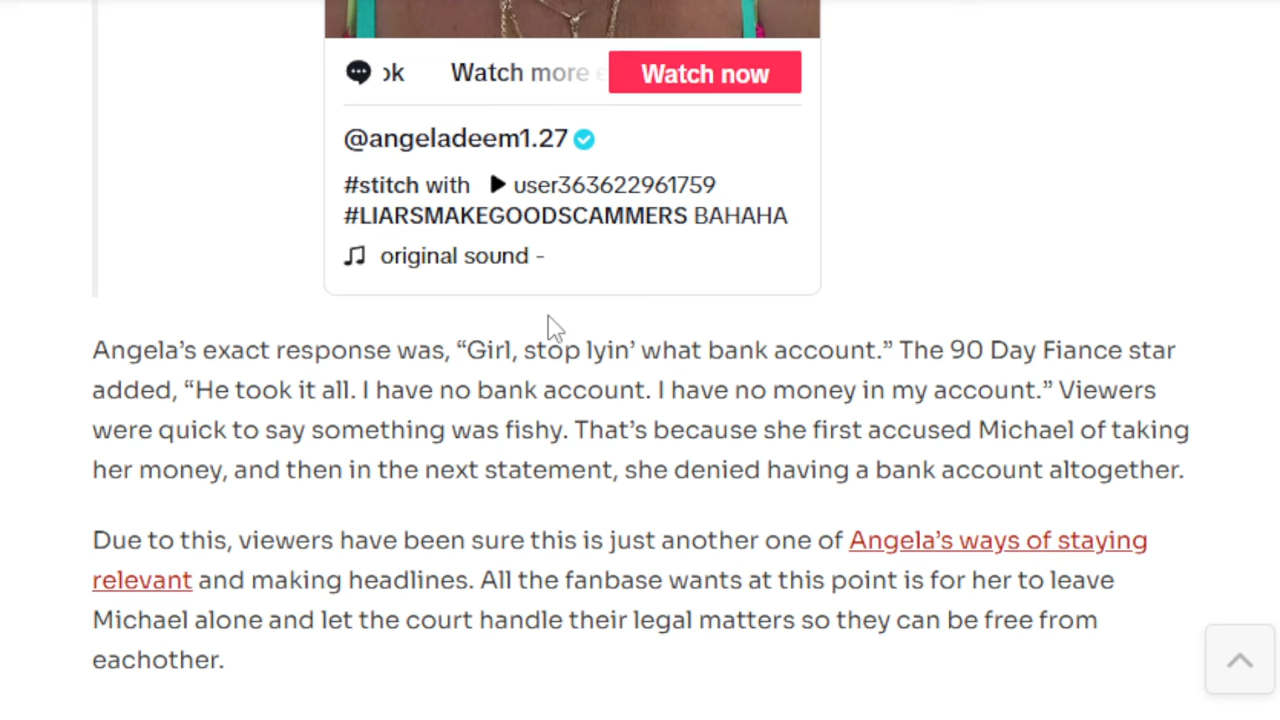 ok Watch more Watch now
@angeladeem1.27
#stitch with user363622961759
#LIARSMAKEGOODSCAMMERS BAHAHA
original sound -
Angela’s exact response was, “Girl, stop lyin’ what bank account.” The 90 Day Fiance star
added, “He took it all. I have no bank account. I have no money in my account.” Viewers
were quick to say something was fishy. That’s because she first accused Michael of taking
her money, and then in the next statement, she denied having a bank account altogether.
Due to this, viewers have been sure this is just another one of Angela’s ways of staying
relevant and making headlines. All the fanbase wants at this point is for her to leave
Michael alone and let the court handle their legal matters so they can be free from
eachother.